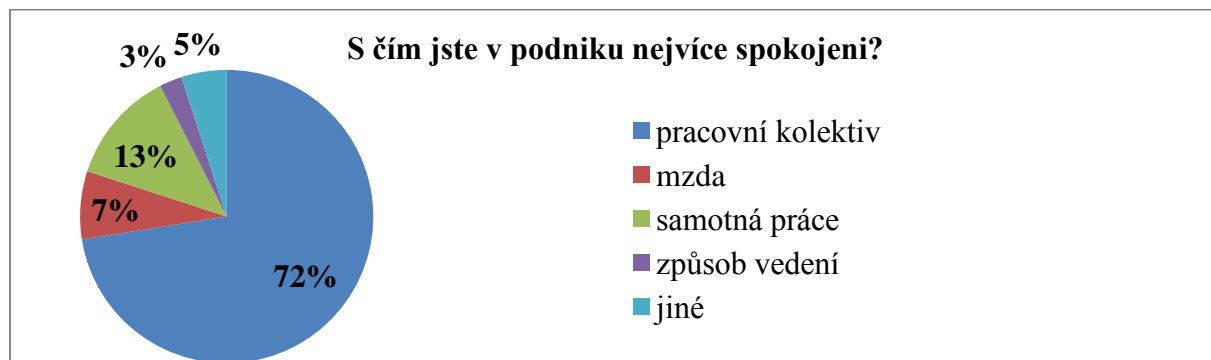 S čím jste v podniku nejvíce spokojeni?
3%
5%
13%
7%
72%
pracovní kolektiv
mzda
samotná práce
způsob vedení
jiné